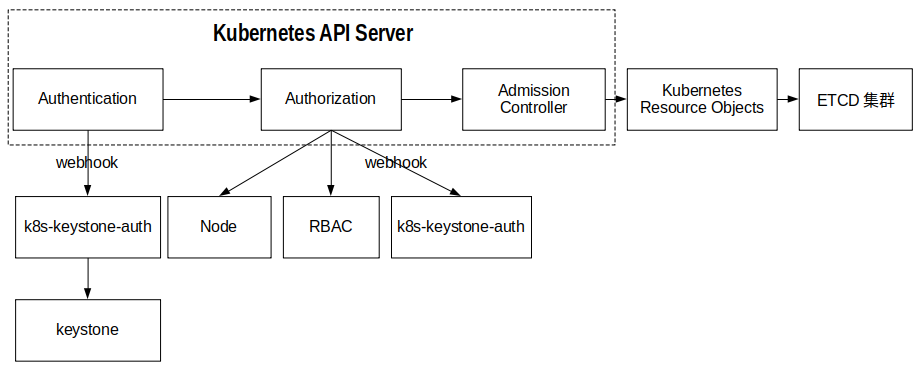 Kubernetes API Server
Authentication
Authorization
Admission
Controller
Kubernetes
Resource Objects
ETCD 集群
webhook
webhook
k8s-keystone-auth
Node
RBAC
k8s-keystone-auth
keystone